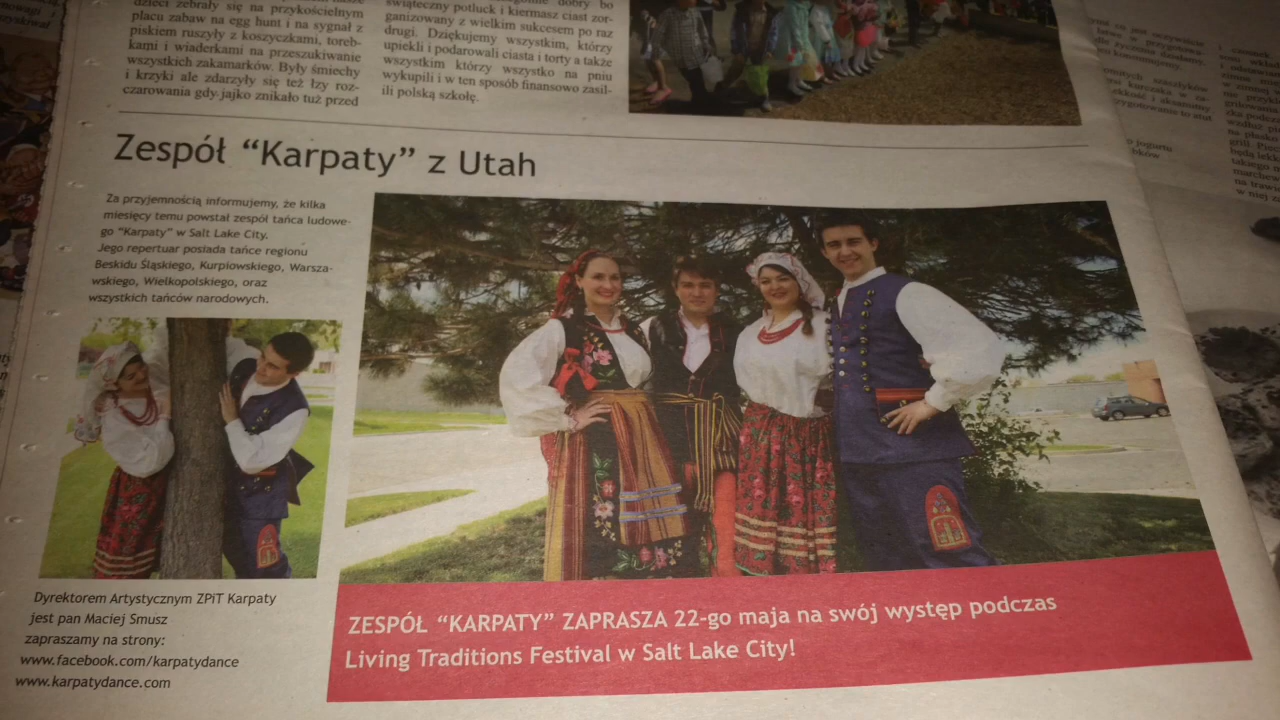 dzieci zebrały się na przykościelnym
placu zabaw na egg hunt i na sygnał z
piskiem ruszyły z koszyczkami, toreb-
kami i wiaderkami na przeszukiwanie
wszystkich zakamarków. Były śmiechy
i krzyki ale zdarzyły się też łzy roz-
czarowania gdy jajko znikało tuż przed
świąteczny potluck i kiermasz ciast zor-
ganizowany z wielkim sukcesem po raz
drugi. Dziękujemy wszystkim, którzy
upiekli i podarowali ciasta i torty a także
wszystkim którzy wszystko na pniu
wykupili i w ten sposób finansowo zasil-
ili polską szkołę.
Zespół “Karpaty” z Utah
Za przyjemnością informujemy, że kilka
miesięcy temu powstał zespół tańca ludowe-
go “Karpaty” w Salt Lake City.
Jego repertuar posiada tańce regionu
Beskidu Śląskiego, Kurpiowskiego, Warsza-
wskiego, Wielkopolskiego, oraz
wszystkich tańców narodowych.
Dyrektorem Artystycznym ZPiT Karpaty
jest pan Maciej Smusz
zapraszamy na strony:
www.facebook.com/karpatydance
www.karpatydance.com
ZESPÓŁ “KARPATY” ZAPRASZA 22-go maja na swój występ podczas
Living Traditions Festival w Salt Lake City!